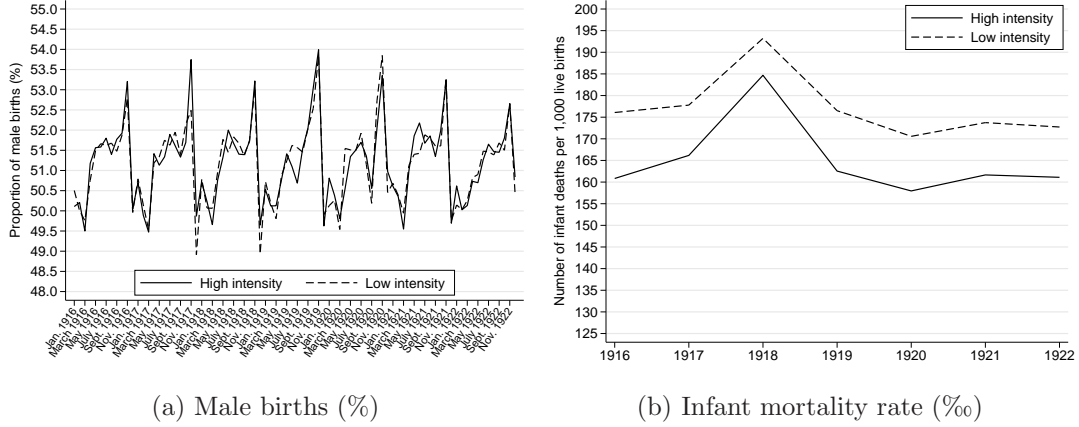 55.0
54.5
54.0
53.5
53.0
52.5
52.0
51.5
51.0
50.5
50.0
49.5
49.0
48.5
48.0
Proportion of male births (%)
High intensity
Low intensity
Jan. 1916
March 1916
May 1916
July 1916
Sept. 1916
Nov. 1916
Jan. 1917
March 1917
May 1917
July 1917
Sept. 1917
Nov. 1917
Jan. 1918
March 1918
May 1918
July 1918
Sept. 1918
Nov. 1918
Jan. 1919
March 1919
May 1919
July 1919
Sept. 1919
Nov. 1919
Jan. 1920
March 1920
May 1920
July 1920
Sept. 1920
Nov. 1920
Jan. 1921
March 1921
May 1921
July 1921
Sept. 1921
Nov. 1921
Jan. 1922
March 1922
May 1922
July 1922
Sept. 1922
Nov. 1922
(a) Male births (%)
200
195
190
185
180
175
170
165
160
155
150
145
140
135
130
125
Number of infant deaths per 1,000 live births
High intensity
Low intensity
1916
1917
1918
1919
1920
1921
1922
(b) Infant mortality rate (‰)